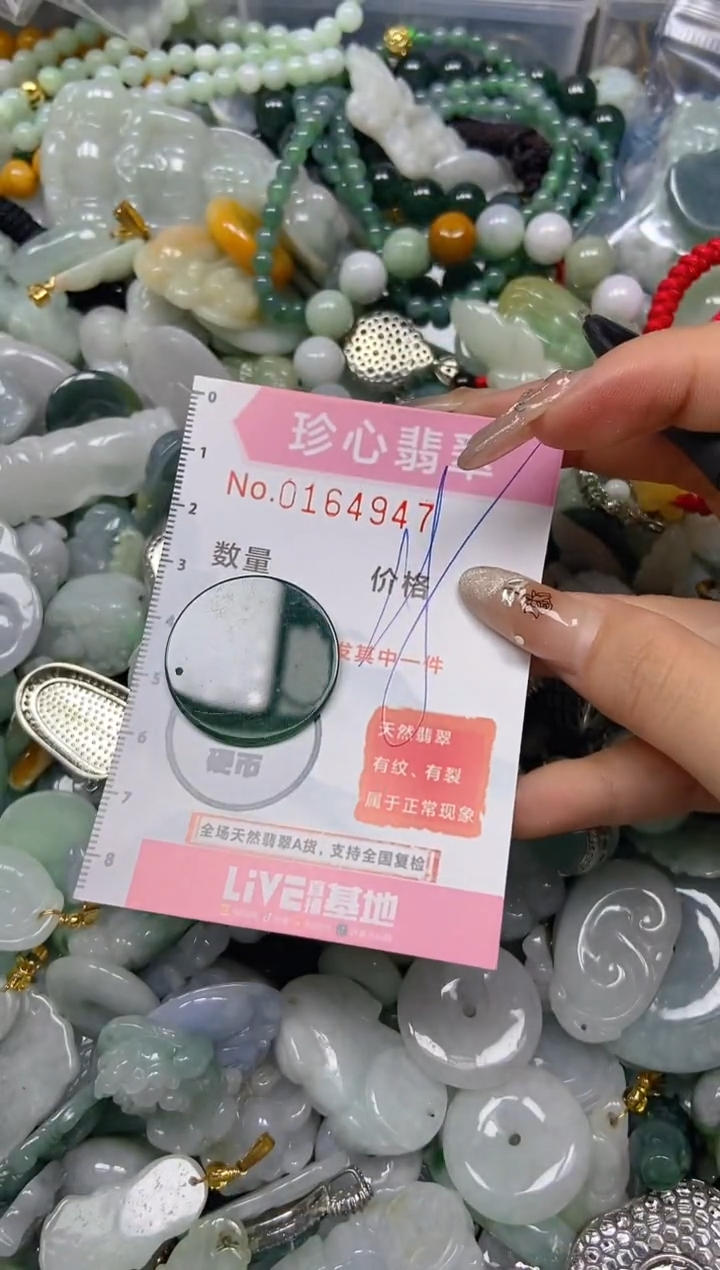 珍心翡翠
No.0164947
数量
价格
发其中一件
天然翡翠
有纹、有裂
属于正常现象
硬币
全场天然翡翠A货，支持全国复检
LIVE直播基地
0
1
2
3
4
5
6
7
8